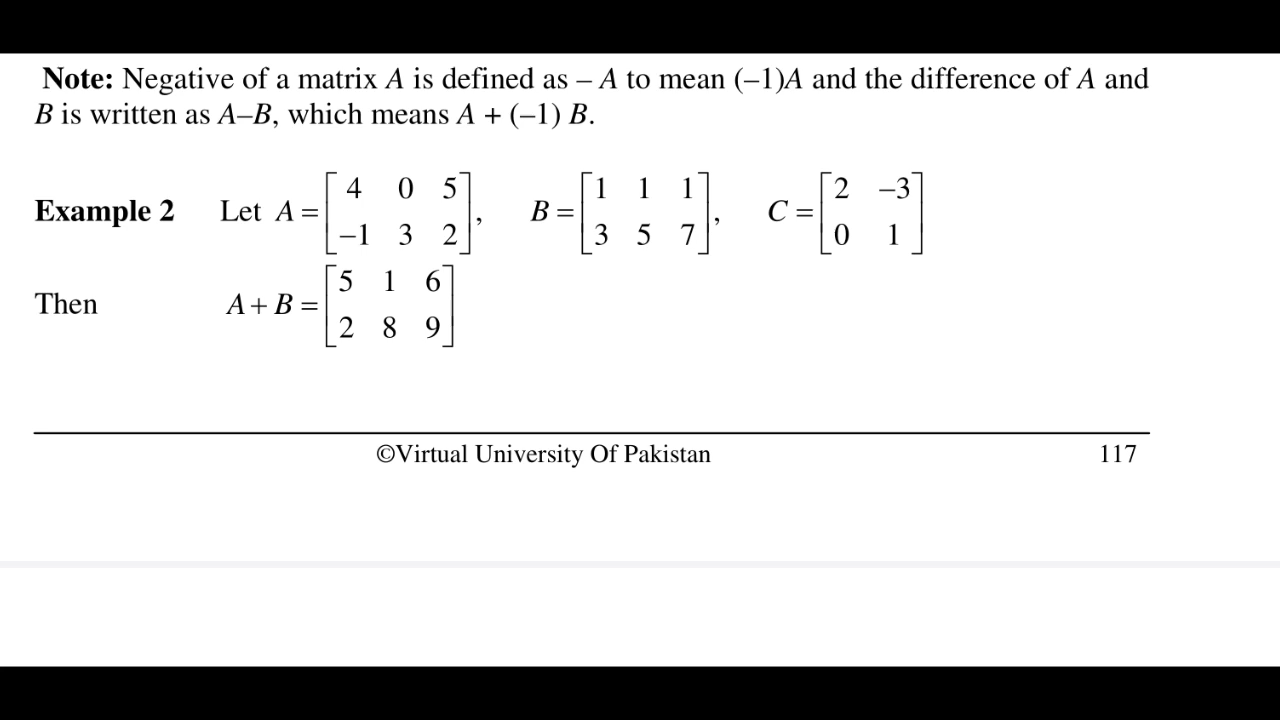 Note: Negative of a matrix A is defined as – A to mean (–1)A and the difference of A and
B is written as A–B, which means A + (–1) B.
Example 2 Let A = [4 0 5; –1 3 2], B = [1 1 1; 3 5 7], C = [2 –3; 0 1]
Then A + B = [5 1 6; 2 8 9]
©Virtual University Of Pakistan 117